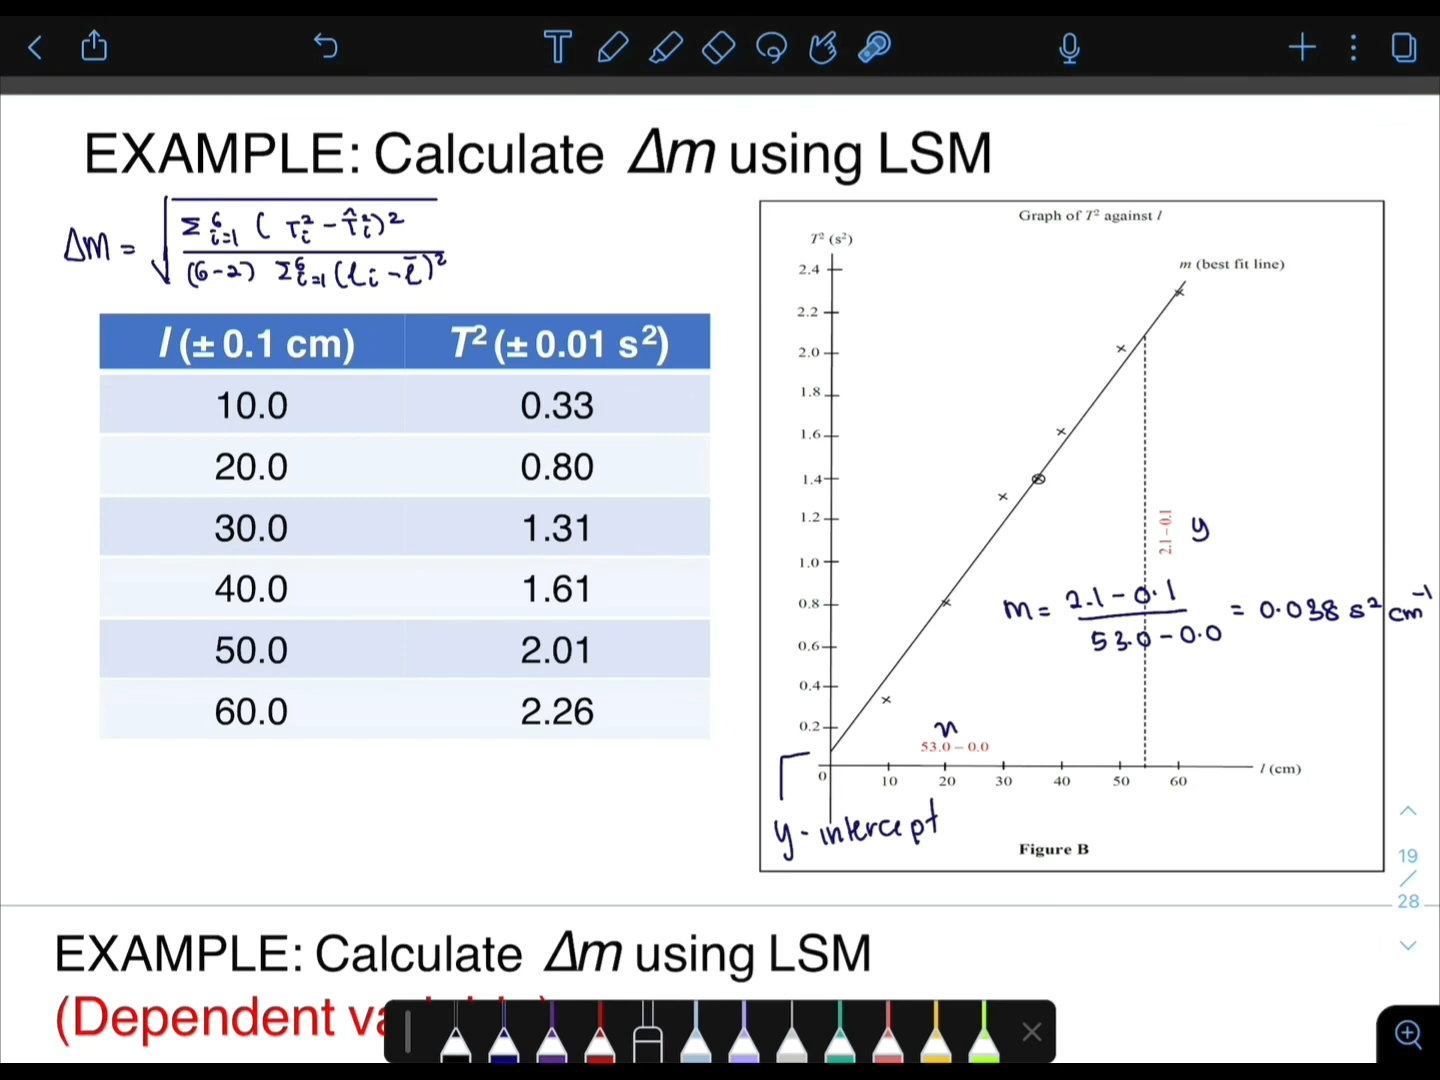 EXAMPLE: Calculate Δm using LSM
Δm = √( Σ⁶ᵢ₌₁ ( Tᵢ² − T̂ᵢ²)² / (6−2) Σ⁶ᵢ₌₁ (lᵢ − l̄)² )
l (± 0.1 cm) T² (± 0.01 s²)
10.0 0.33
20.0 0.80
30.0 1.31
40.0 1.61
50.0 2.01
60.0 2.26
Graph of T² against l
T² (s²)
m (best fit line)
2.4
2.2
2.0
1.8
1.6
1.4
1.2
1.0
0.8
0.6
0.4
0.2
0
10 20 30 40 50 60
l (cm)
2.1 – 0.1
y
m = 2.1 − 0.1 / 53.0 − 0.0 = 0.038 s² cm⁻¹
x
53.0 – 0.0
y - intercept
Figure B
19
/
28
EXAMPLE: Calculate Δm using LSM
(Dependent va